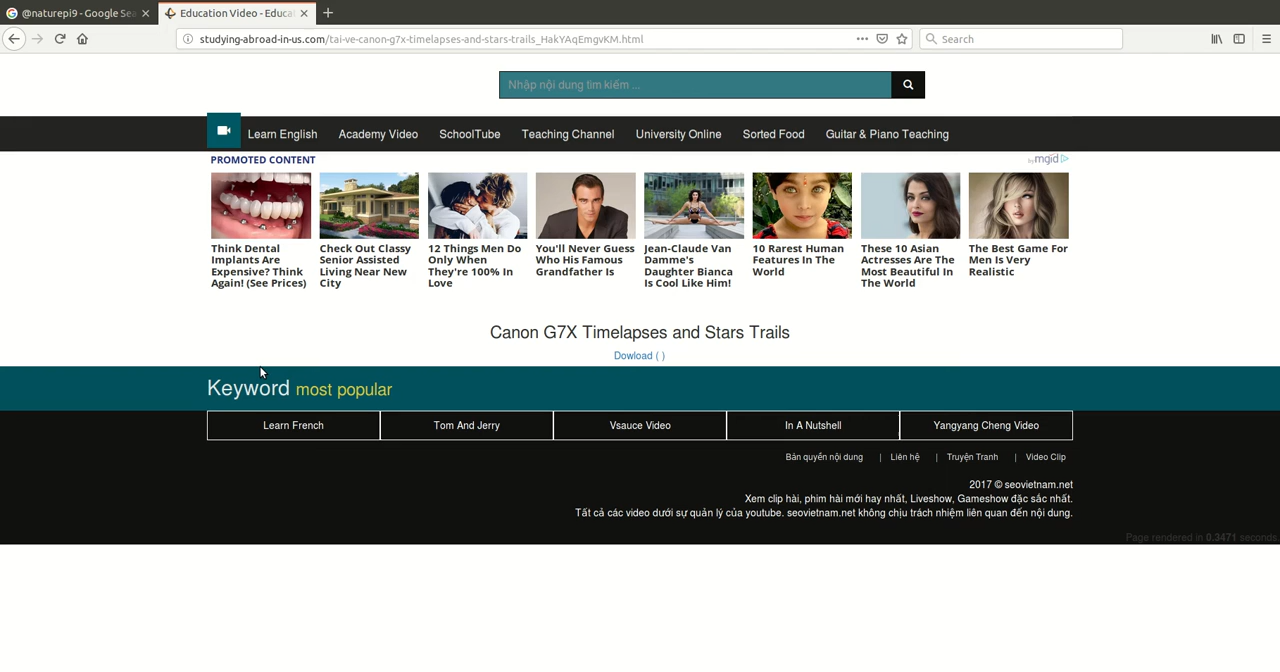 @naturepi9 - Google Sea
Education Video - Educat
studying-abroad-in-us.com/tai-ve-canon-g7x-timelapses-and-stars-trails_HakYAqEmgvKM.html
Search
Nhập nội dung tìm kiếm ...
Learn English Academy Video SchoolTube Teaching Channel University Online Sorted Food Guitar & Piano Teaching
PROMOTED CONTENT
by mgid
Think Dental
Implants Are
Expensive? Think
Again! (See Prices)
Check Out Classy
Senior Assisted
Living Near New
City
12 Things Men Do
Only When
They're 100% In
Love
You'll Never Guess
Who His Famous
Grandfather Is
Jean-Claude Van
Damme's
Daughter Bianca
Is Cool Like Him!
10 Rarest Human
Features In The
World
These 10 Asian
Actresses Are The
Most Beautiful In
The World
The Best Game For
Men Is Very
Realistic
Canon G7X Timelapses and Stars Trails
Dowload ( )
Keyword most popular
Learn French
Tom And Jerry
Vsauce Video
In A Nutshell
Yangyang Cheng Video
Bản quyền nội dung | Liên hệ | Truyện Tranh | Video Clip
2017 © seovietnam.net
Xem clip hài, phim hài mới hay nhất, Liveshow, Gameshow đặc sắc nhất.
Tất cả các video dưới sự quản lý của youtube. seovietnam.net không chịu trách nhiệm liên quan đến nội dung.
Page rendered in 0.3471 seconds